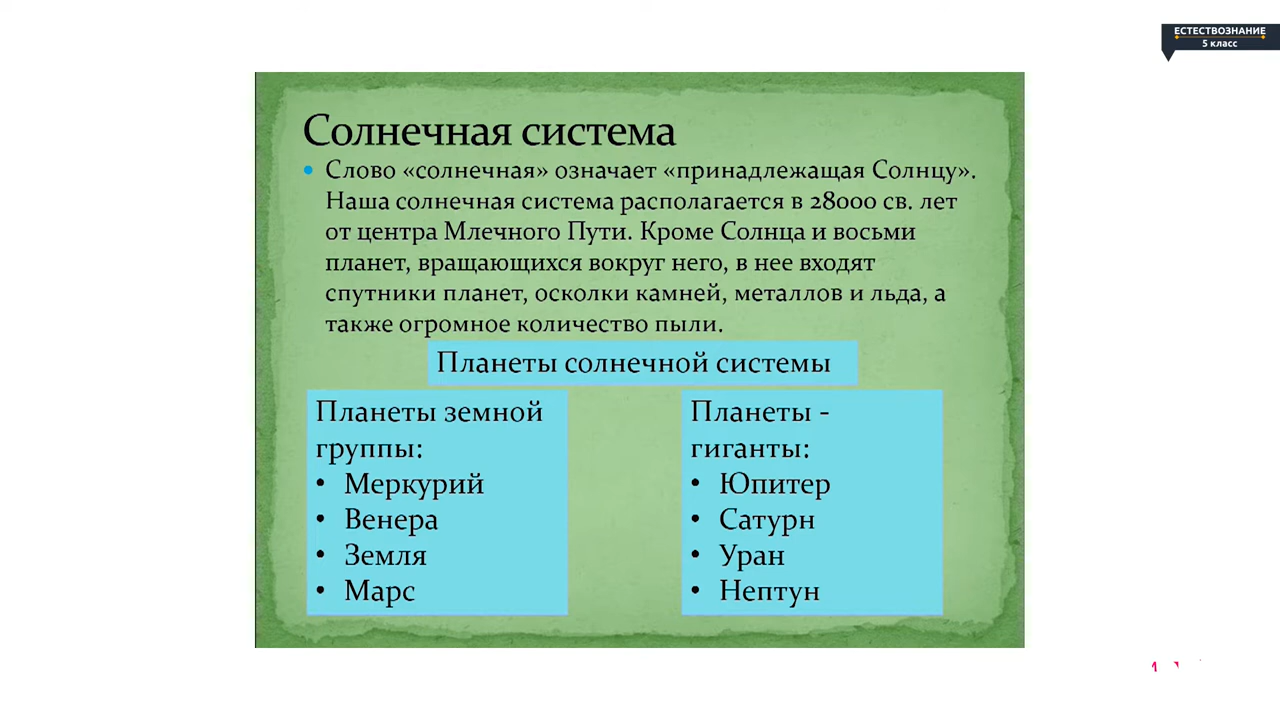 ЕСТЕСТВОЗНАНИЕ
5 класс
Солнечная система
• Слово «солнечная» означает «принадлежащая Солнцу».
Наша солнечная система располагается в 28000 св. лет
от центра Млечного Пути. Кроме Солнца и восьми
планет, вращающихся вокруг него, в нее входят
спутники планет, осколки камней, металлов и льда, а
также огромное количество пыли.
Планеты солнечной системы
Планеты земной
группы:
• Меркурий
• Венера
• Земля
• Марс
Планеты -
гиганты:
• Юпитер
• Сатурн
• Уран
• Нептун